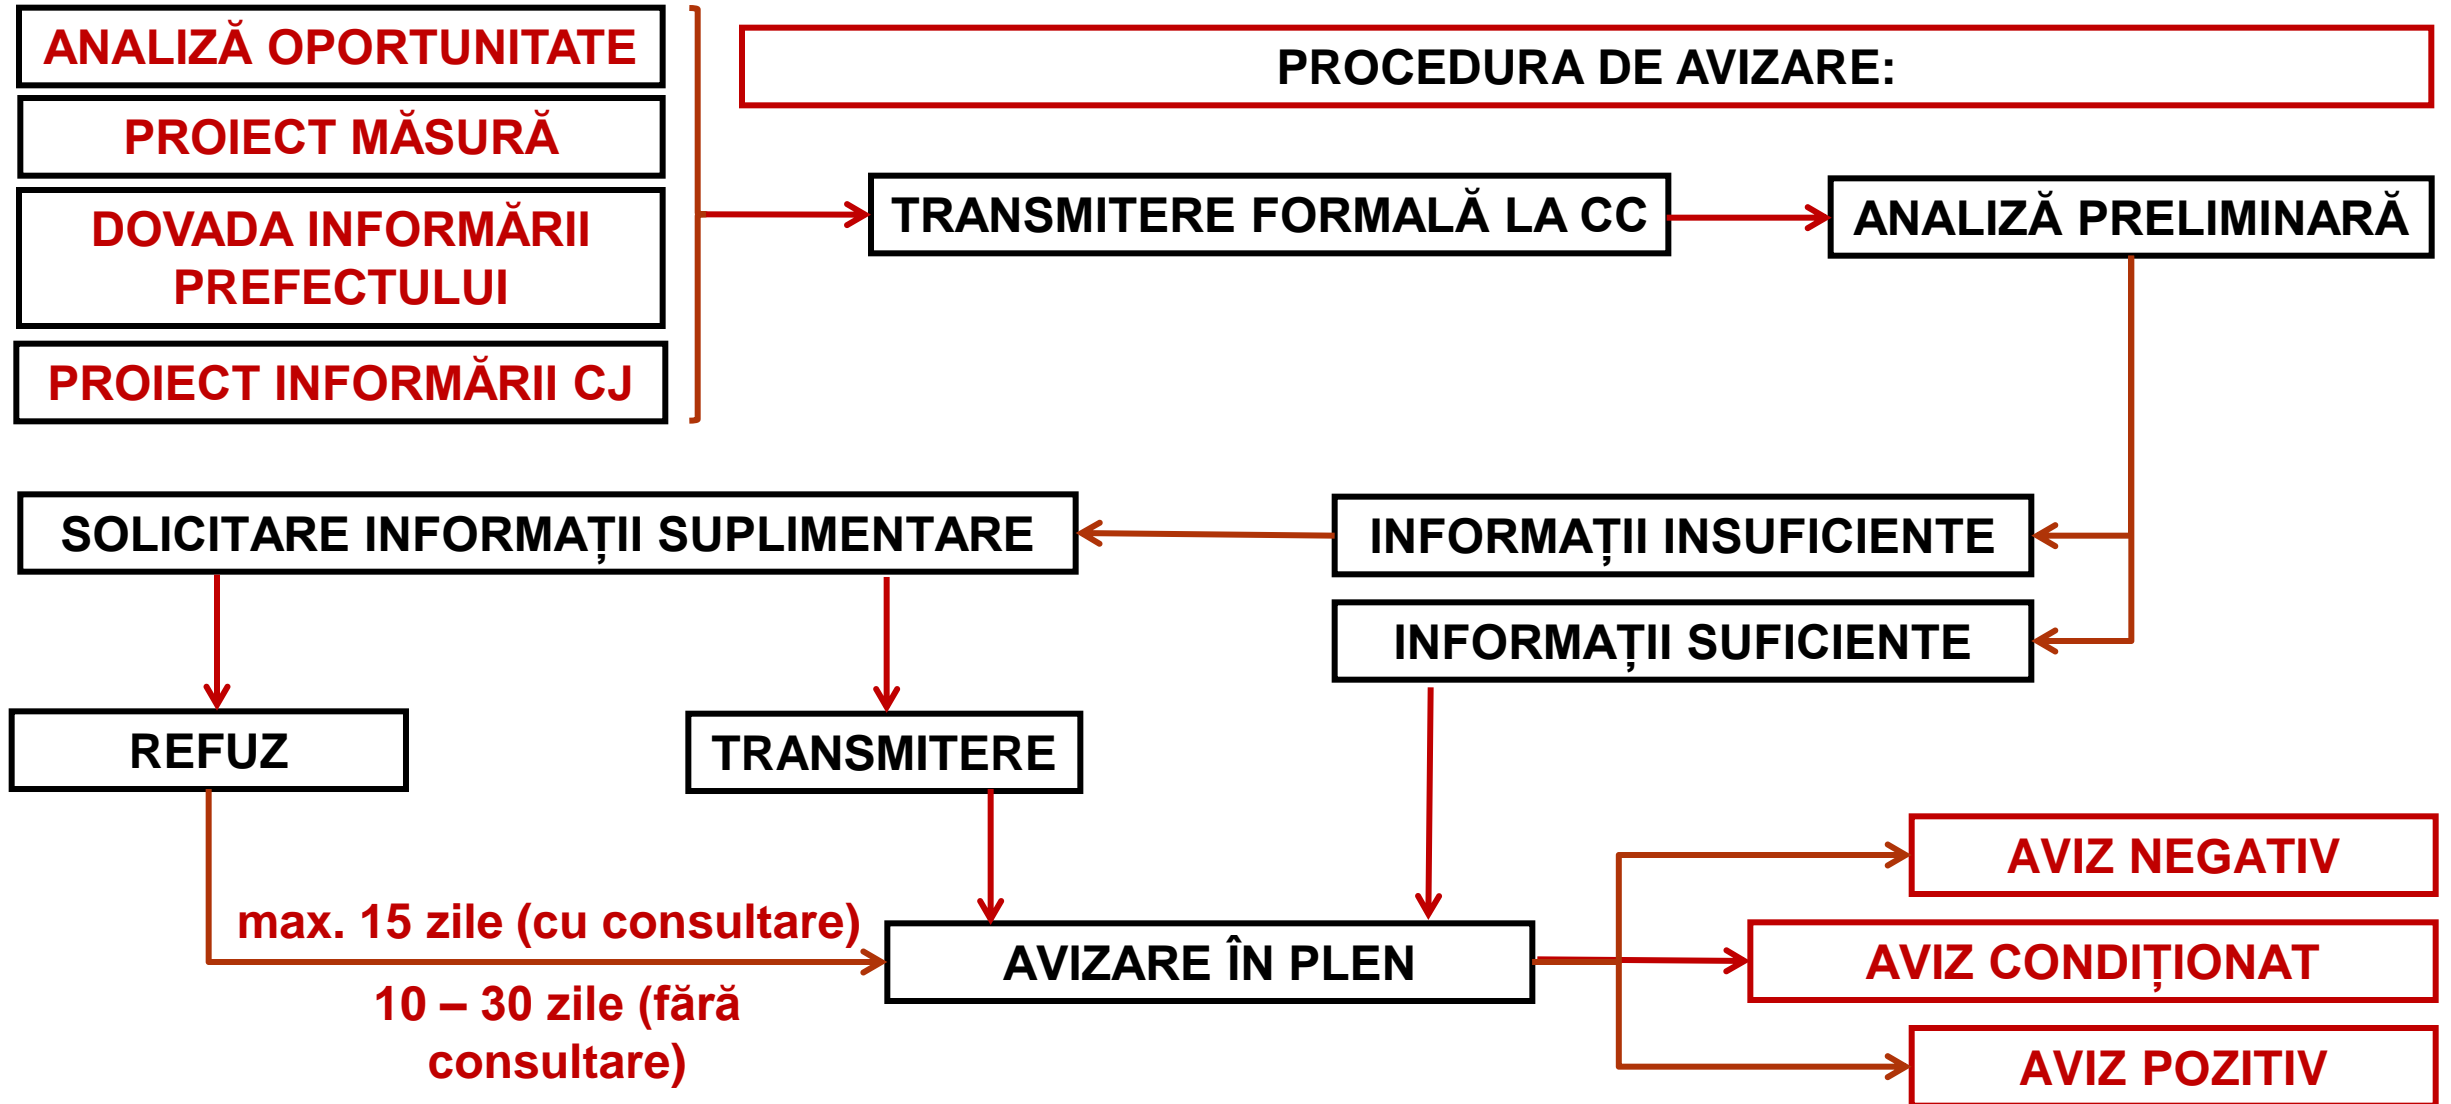 ANALIZĂ OPORTUNITATE
PROCEDURA DE AVIZARE:
PROIECT MĂSURĂ
DOVADA INFORMĂRII
PREFECTULUI
PROIECT INFORMĂRII CJ
TRANSMITERE FORMALĂ LA CC
ANALIZĂ PRELIMINARĂ
SOLICITARE INFORMAȚII SUPLIMENTARE
INFORMAȚII INSUFICIENTE
INFORMAȚII SUFICIENTE
REFUZ
TRANSMITERE
max. 15 zile (cu consultare)
10 – 30 zile (fără
consultare)
AVIZARE ÎN PLEN
AVIZ NEGATIV
AVIZ CONDIȚIONAT
AVIZ POZITIV